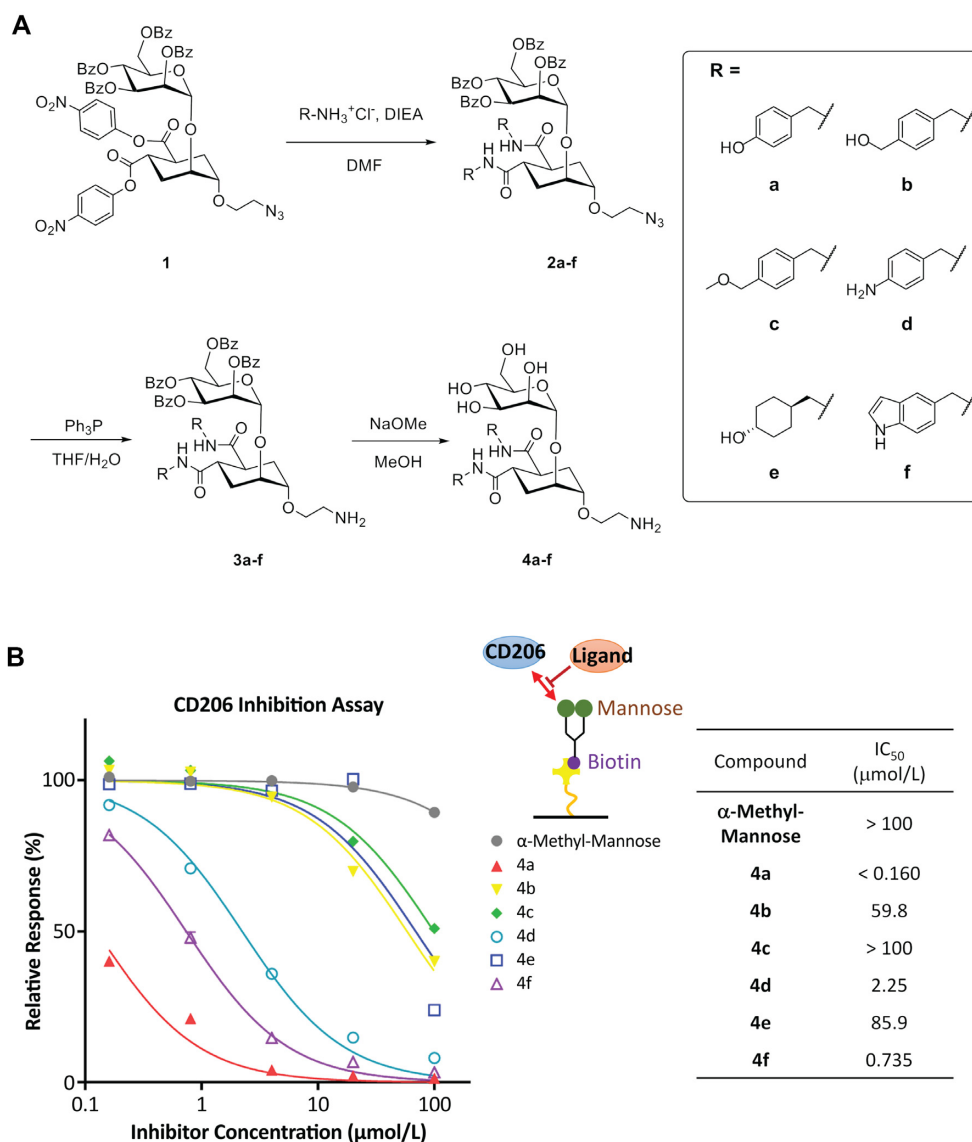 A
OBz
OBz
BzO
BzO
NO₂
O
O
O
O
O
O
O
NO₂
O
N₃
1
R-NH₃⁺Cl⁻, DIEA
DMF
OBz
OBz
BzO
BzO
O
O
R
HN
O
H
R N
O
O
N₃
2a-f
R =
HO
a
HO
b
O
c
H₂N
d
HO
e
N
H
f
Ph₃P
THF/H₂O
OBz
OBz
BzO
BzO
O
O
R
HN
O
H
R N
O
O
NH₂
3a-f
NaOMe
MeOH
OH
OH
HO
HO
O
O
R
HN
O
H
R N
O
O
NH₂
4a-f
B
CD206 Inhibition Assay
Relative Response (%)
100
50
0
0.1 1 10 100
Inhibitor Concentration (μmol/L)
CD206
Ligand
Mannose
Biotin
α-Methyl-Mannose
4a
4b
4c
4d
4e
4f
Compound IC₅₀ (μmol/L)
α-Methyl-Mannose > 100
4a < 0.160
4b 59.8
4c > 100
4d 2.25
4e 85.9
4f 0.735